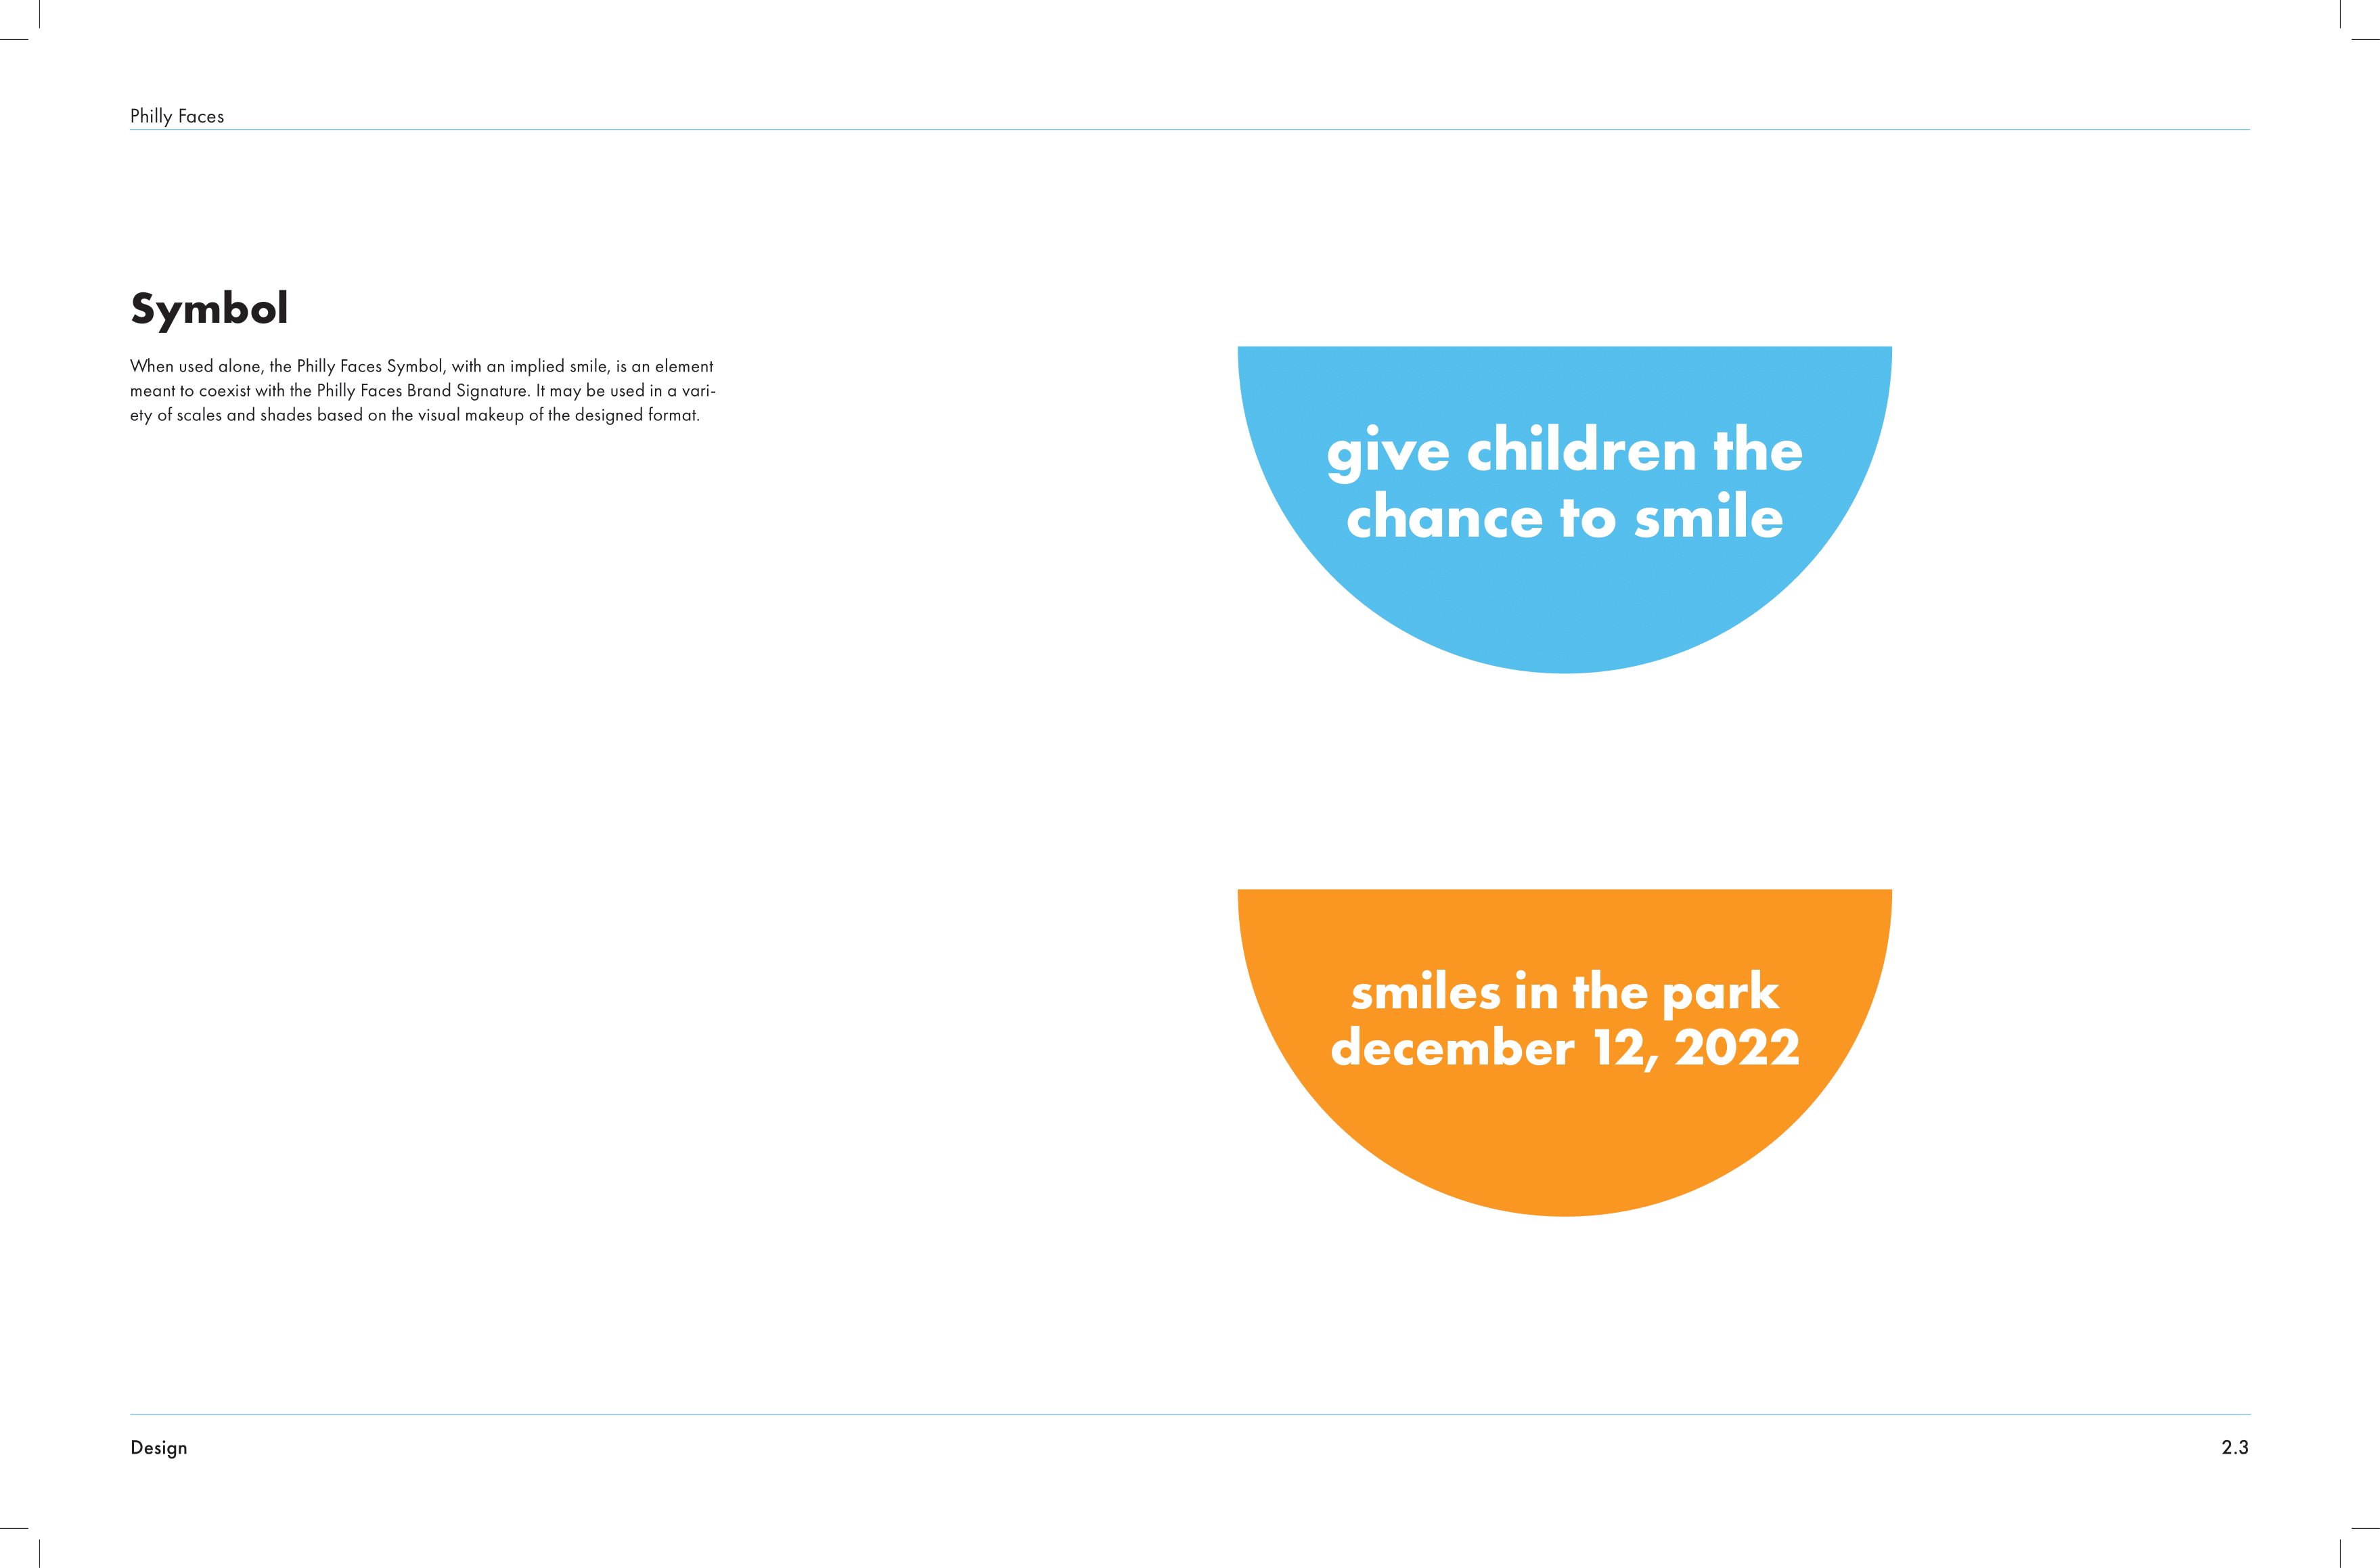 Philly Faces
Symbol
When used alone, the Philly Faces Symbol, with an implied smile, is an element
meant to coexist with the Philly Faces Brand Signature. It may be used in a vari-
ety of scales and shades based on the visual makeup of the designed format.
give children the
chance to smile
smiles in the park
december 12, 2022
Design
2.3